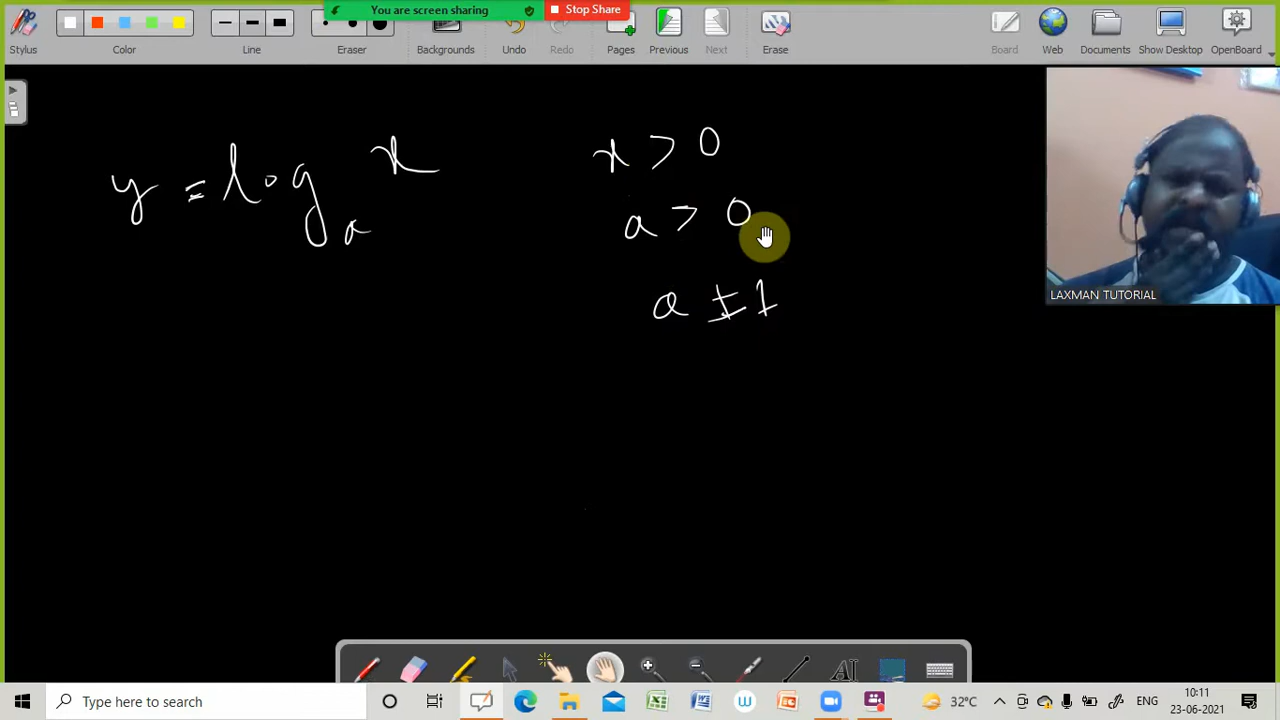 You are screen sharing Stop Share
Stylus Color Line Eraser Backgrounds Undo Redo Pages Previous Next Erase Board Web Documents Show Desktop OpenBoard
y = log_a x
x > 0
a > 0
a ≠ 1
LAXMAN TUTORIAL
AI
Type here to search
32°C ENG 10:11
23-06-2021